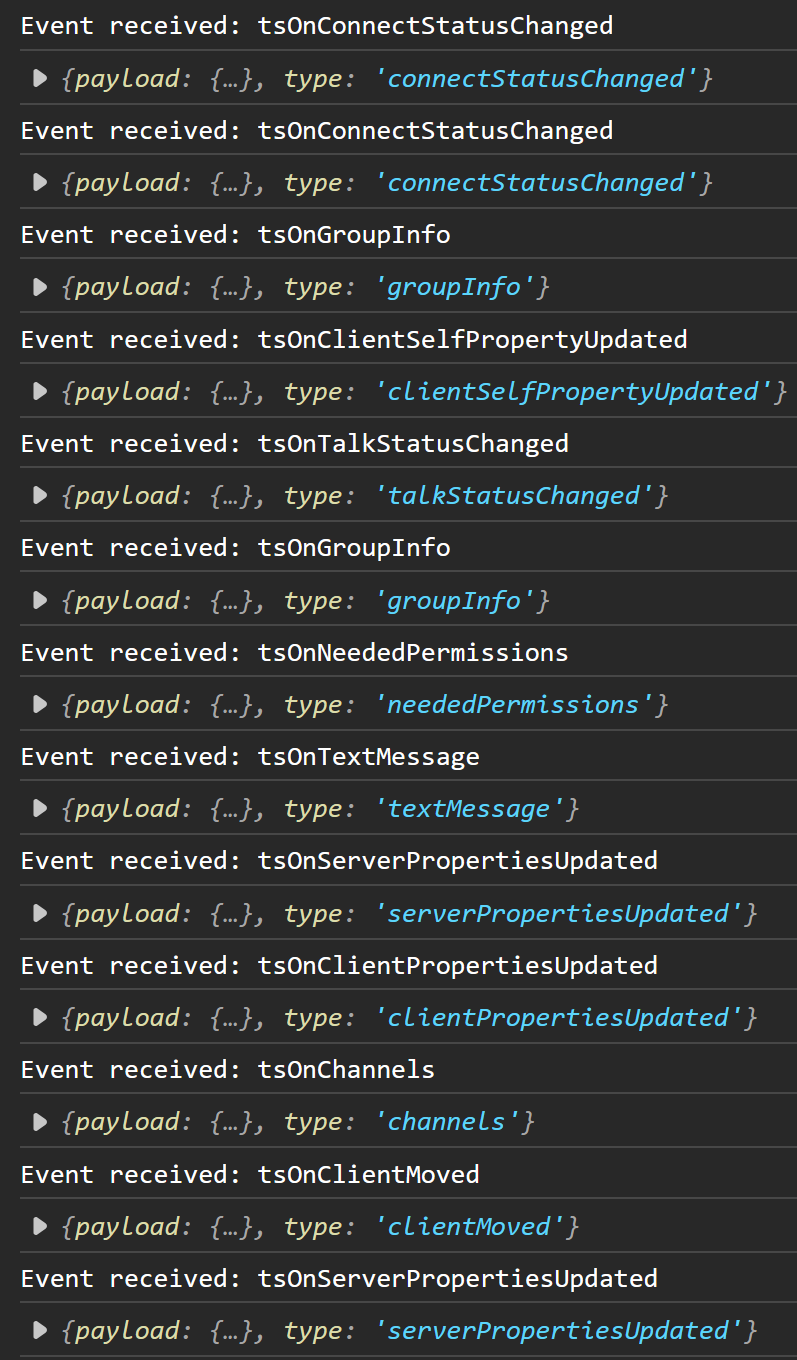 Event received: tsOnConnectStatusChanged
{payload: {…}, type: 'connectStatusChanged'}
Event received: tsOnConnectStatusChanged
{payload: {…}, type: 'connectStatusChanged'}
Event received: tsOnGroupInfo
{payload: {…}, type: 'groupInfo'}
Event received: tsOnClientSelfPropertyUpdated
{payload: {…}, type: 'clientSelfPropertyUpdated'}
Event received: tsOnTalkStatusChanged
{payload: {…}, type: 'talkStatusChanged'}
Event received: tsOnGroupInfo
{payload: {…}, type: 'groupInfo'}
Event received: tsOnNeededPermissions
{payload: {…}, type: 'neededPermissions'}
Event received: tsOnTextMessage
{payload: {…}, type: 'textMessage'}
Event received: tsOnServerPropertiesUpdated
{payload: {…}, type: 'serverPropertiesUpdated'}
Event received: tsOnClientPropertiesUpdated
{payload: {…}, type: 'clientPropertiesUpdated'}
Event received: tsOnChannels
{payload: {…}, type: 'channels'}
Event received: tsOnClientMoved
{payload: {…}, type: 'clientMoved'}
Event received: tsOnServerPropertiesUpdated
{payload: {…}, type: 'serverPropertiesUpdated'}